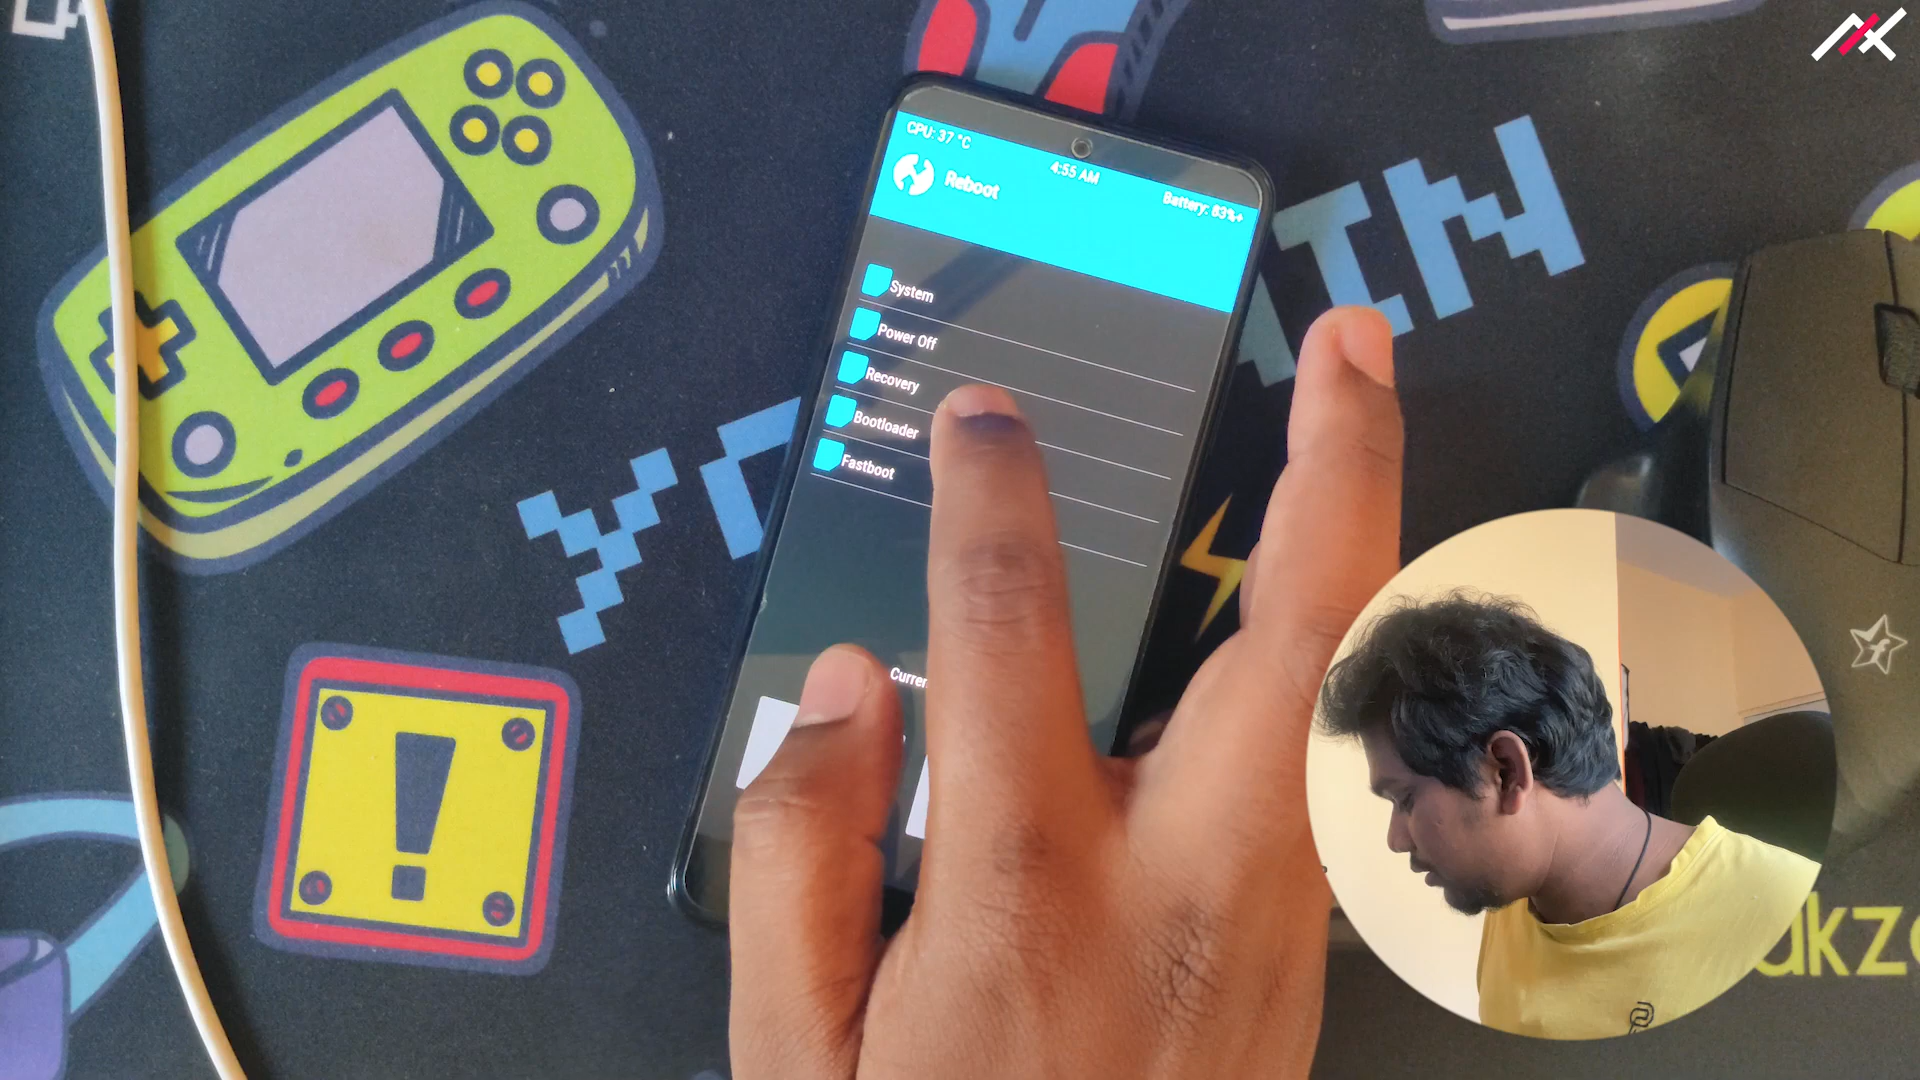 CPU: 37 °C
4:55 AM
Battery: 83%+
Reboot
System
Power Off
Recovery
Bootloader
Fastboot